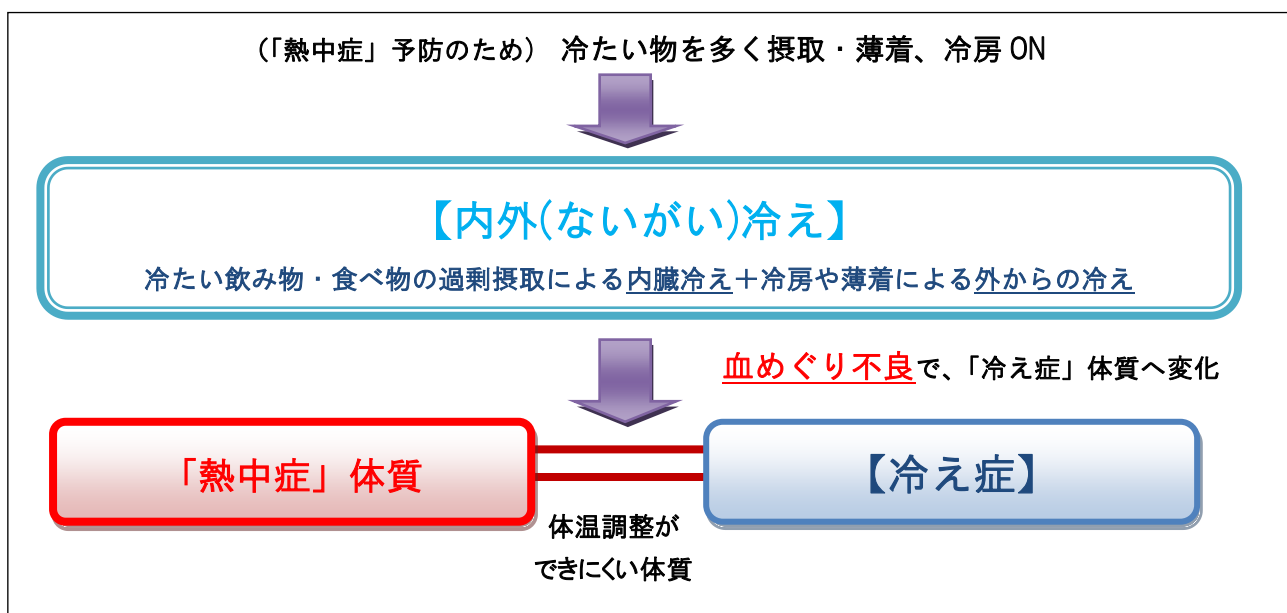 （「熱中症」予防のため） 冷たい物を多く摂取・薄着、冷房 ON
【内外(ないがい)冷え】
冷たい飲み物・食べ物の過剰摂取による内臓冷え＋冷房や薄着による外からの冷え
血めぐり不良で、「冷え症」体質へ変化
「熱中症」体質
【冷え症】
体温調整が
できにくい体質